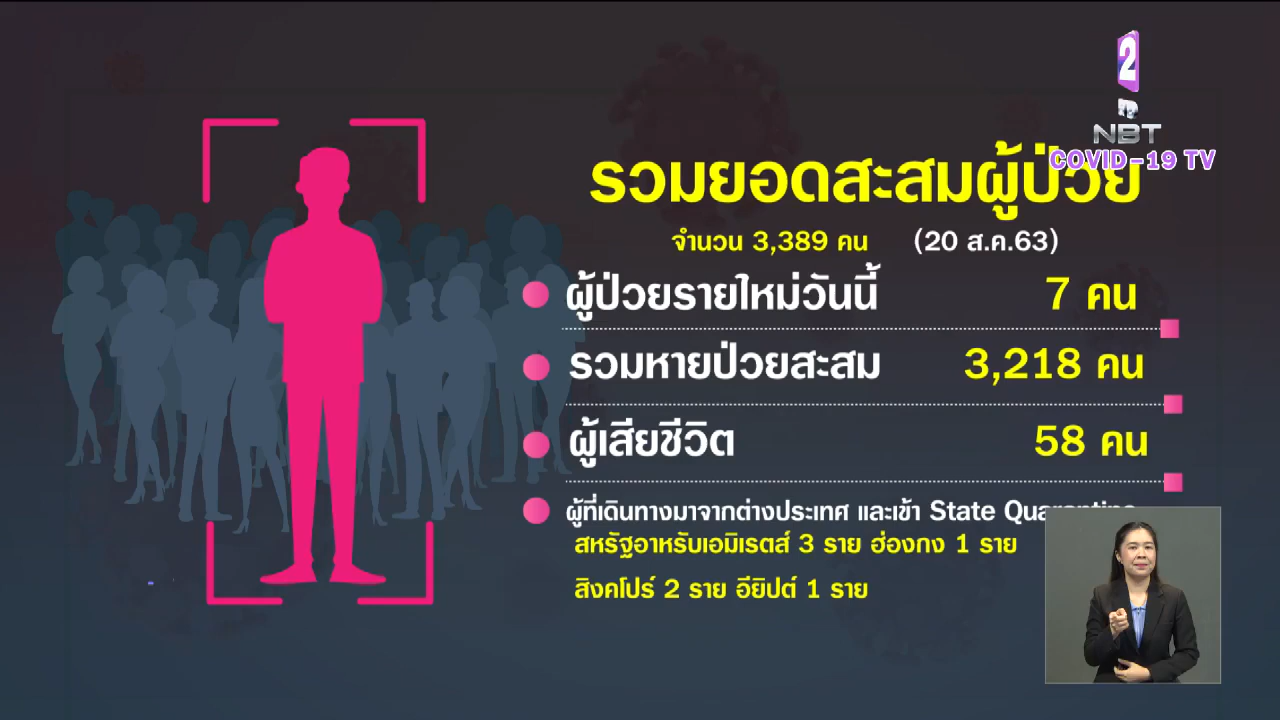 2
NBT
COVID-19 TV
รวมยอดสะสมผู้ป่วย
จำนวน 3,389 คน (20 ส.ค.63)
ผู้ป่วยรายใหม่วันนี้ 7 คน
รวมหายป่วยสะสม 3,218 คน
ผู้เสียชีวิต 58 คน
ผู้ที่เดินทางมาจากต่างประเทศ และเข้า State Quarantine
สหรัฐอาหรับเอมิเรตส์ 3 ราย ฮ่องกง 1 ราย
สิงคโปร์ 2 ราย อียิปต์ 1 ราย